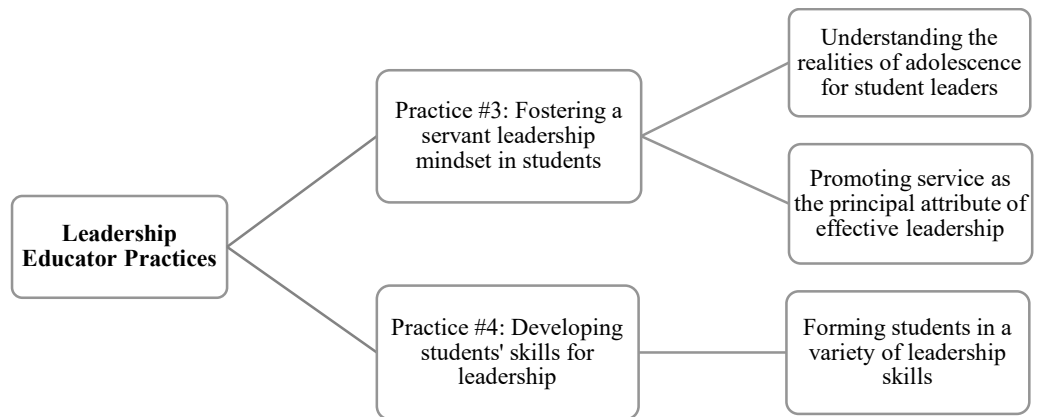 Leadership
Educator Practices
Practice #3: Fostering a
servant leadership
mindset in students
Understanding the
realities of adolescence
for student leaders
Promoting service as
the principal attribute of
effective leadership
Practice #4: Developing
students' skills for
leadership
Forming students in a
variety of leadership
skills